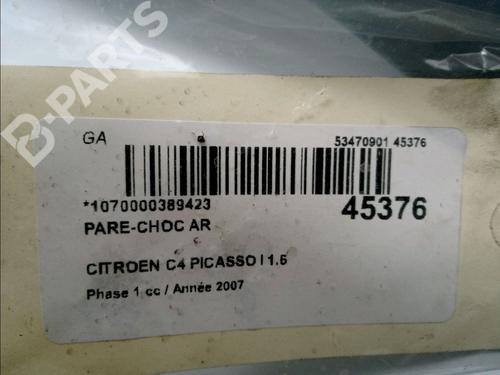 B-PARTS
GA
53470901 45376
*1070000389423
45376
PARE-CHOC AR
CITROEN C4 PICASSO I 1.6
Phase 1 cc / Année 2007
B-PARTS